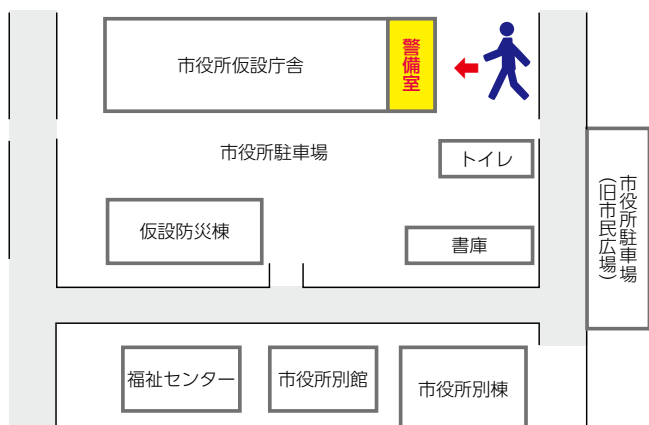 市役所仮設庁舎
警備室
市役所駐車場
トイレ
仮設防災棟
書庫
市役所駐車場
（旧市民広場）
福祉センター
市役所別館
市役所別棟